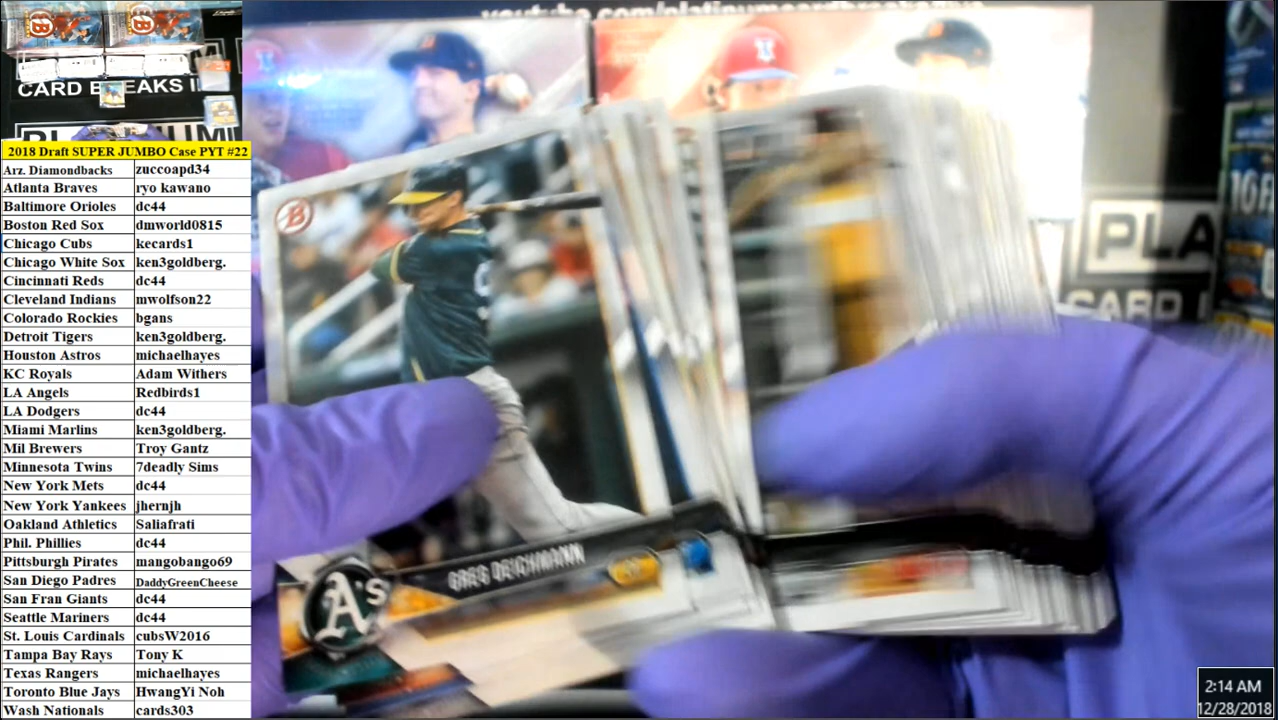 youtube.com/platinumcardbreaks
CARD BREAKS I
2018 Draft SUPER JUMBO Case PYT #22
Arz. Diamondbacks zuccoapd34
Atlanta Braves ryo kawano
Baltimore Orioles dc44
Boston Red Sox dmworld0815
Chicago Cubs kecards1
Chicago White Sox ken3goldberg.
Cincinnati Reds dc44
Cleveland Indians mwolfson22
Colorado Rockies bgans
Detroit Tigers ken3goldberg.
Houston Astros michaelhayes
KC Royals Adam Withers
LA Angels Redbirds1
LA Dodgers dc44
Miami Marlins ken3goldberg.
Mil Brewers Troy Gantz
Minnesota Twins 7deadly Sims
New York Mets dc44
New York Yankees jhernjh
Oakland Athletics Saliafrati
Phil. Phillies dc44
Pittsburgh Pirates mangobango69
San Diego Padres DaddyGreenCheese
San Fran Giants dc44
Seattle Mariners dc44
St. Louis Cardinals cubsW2016
Tampa Bay Rays Tony K
Texas Rangers michaelhayes
Toronto Blue Jays HwangYi Noh
Wash Nationals cards303
B
GREG DEICHMANN
A's
PLA
CARD
2:14 AM
12/28/2018